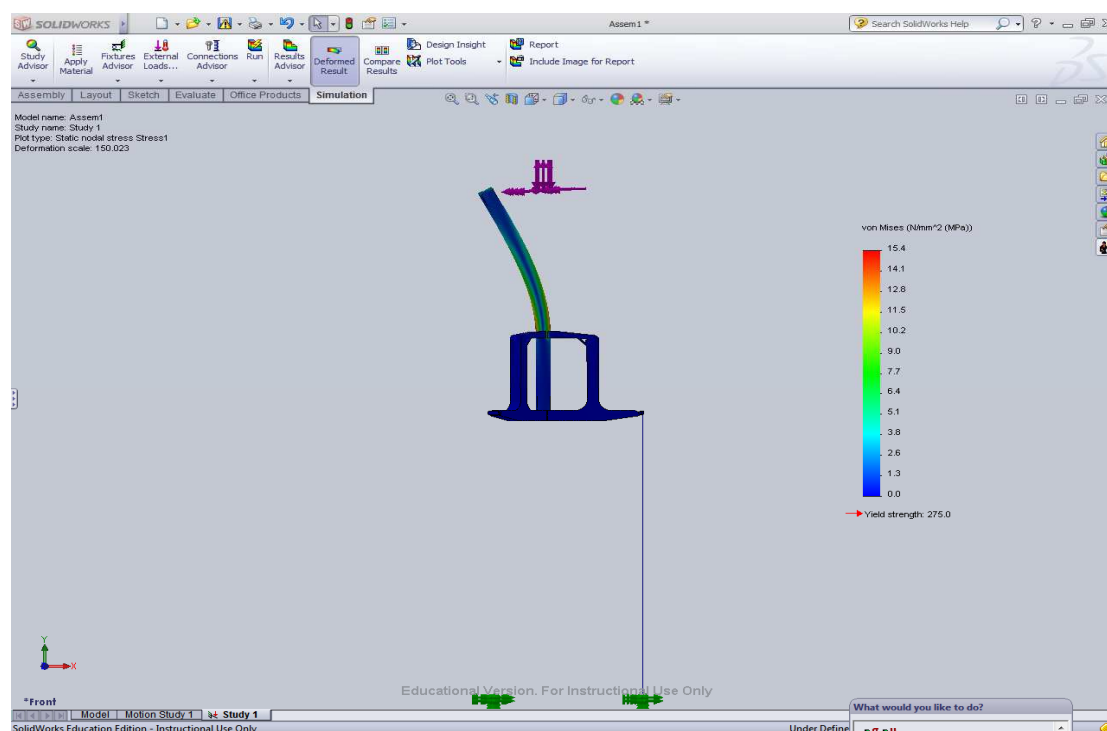 SOLIDWORKS
Assem1 *
Search SolidWorks Help
Study Advisor
Apply Material
Fixtures Advisor
External Loads...
Connections Advisor
Run
Results Advisor
Deformed Result
Compare Results
Design Insight
Plot Tools
Report
Include Image for Report
Assembly Layout Sketch Evaluate Office Products Simulation
Model name: Assem1
Study name: Study 1
Plot type: Static nodal stress Stress1
Deformation scale: 150.023
von Mises (N/mm^2 (MPa))
15.4
14.1
12.8
11.5
10.2
9.0
7.7
6.4
5.1
3.8
2.6
1.3
0.0
Yield strength: 275.0
Y
X
Educational Version. For Instructional Use Only
*Front
Model Motion Study 1 Study 1
What would you like to do?
SolidWorks Education Edition - Instructional Use Only
Under Define